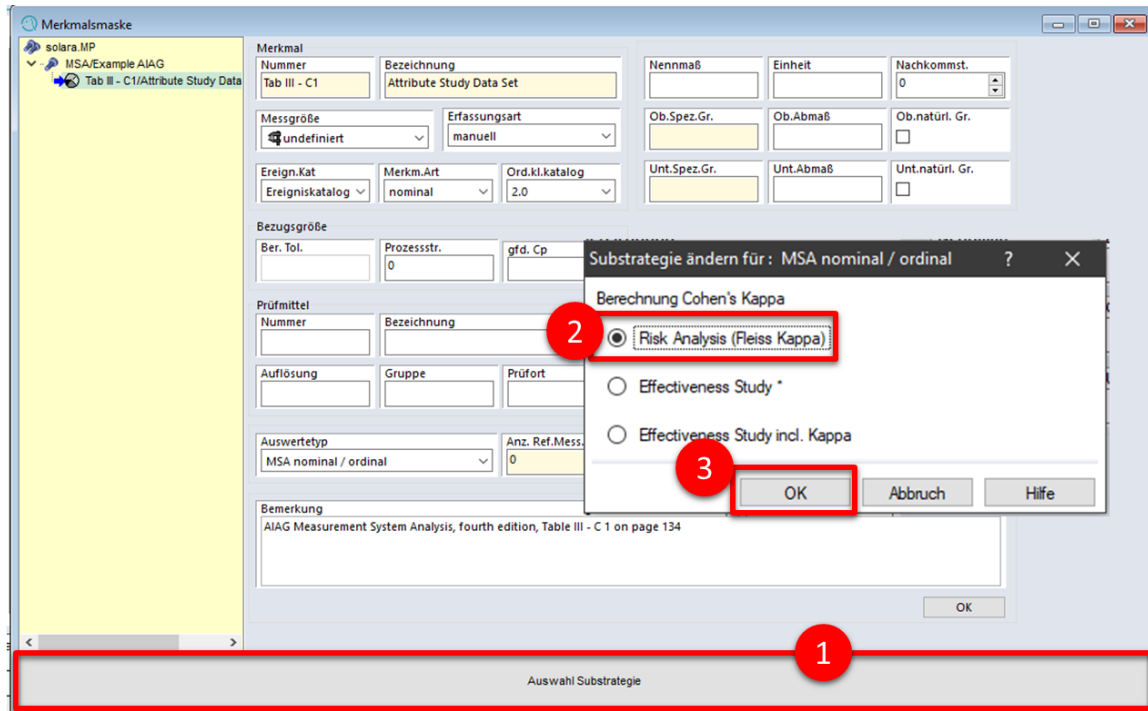 Merkmalsmaske
solara.MP
MSA/Example AIAG
Tab III - C1/Attribute Study Data
Merkmal
Nummer Bezeichnung
Tab III - C1 Attribute Study Data Set
Messgröße Erfassungsart
undefiniert manuell
Ereign.Kat Merkm.Art Ord.kl.katalog
Ereigniskatalog nominal 2.0
Nennmaß Einheit Nachkommst.
0
Ob.Spez.Gr. Ob.Abmaß Ob.natürl. Gr.
Unt.Spez.Gr. Unt.Abmaß Unt.natürl. Gr.
Bezugsgröße
Ber. Tol. Prozessstr. gfd. Cp
0
Prüfmittel
Nummer Bezeichnung
Auflösung Gruppe Prüfort
Auswertetyp Anz. Ref.Mess.
MSA nominal / ordinal 0
Bemerkung
AIAG Measurement System Analysis, fourth edition, Table III - C 1 on page 134
OK
Substrategie ändern für : MSA nominal / ordinal ?
Berechnung Cohen's Kappa
2
Risk Analysis (Fleiss Kappa)
Effectiveness Study *
Effectiveness Study incl. Kappa
3
OK Abbruch Hilfe
1
Auswahl Substrategie